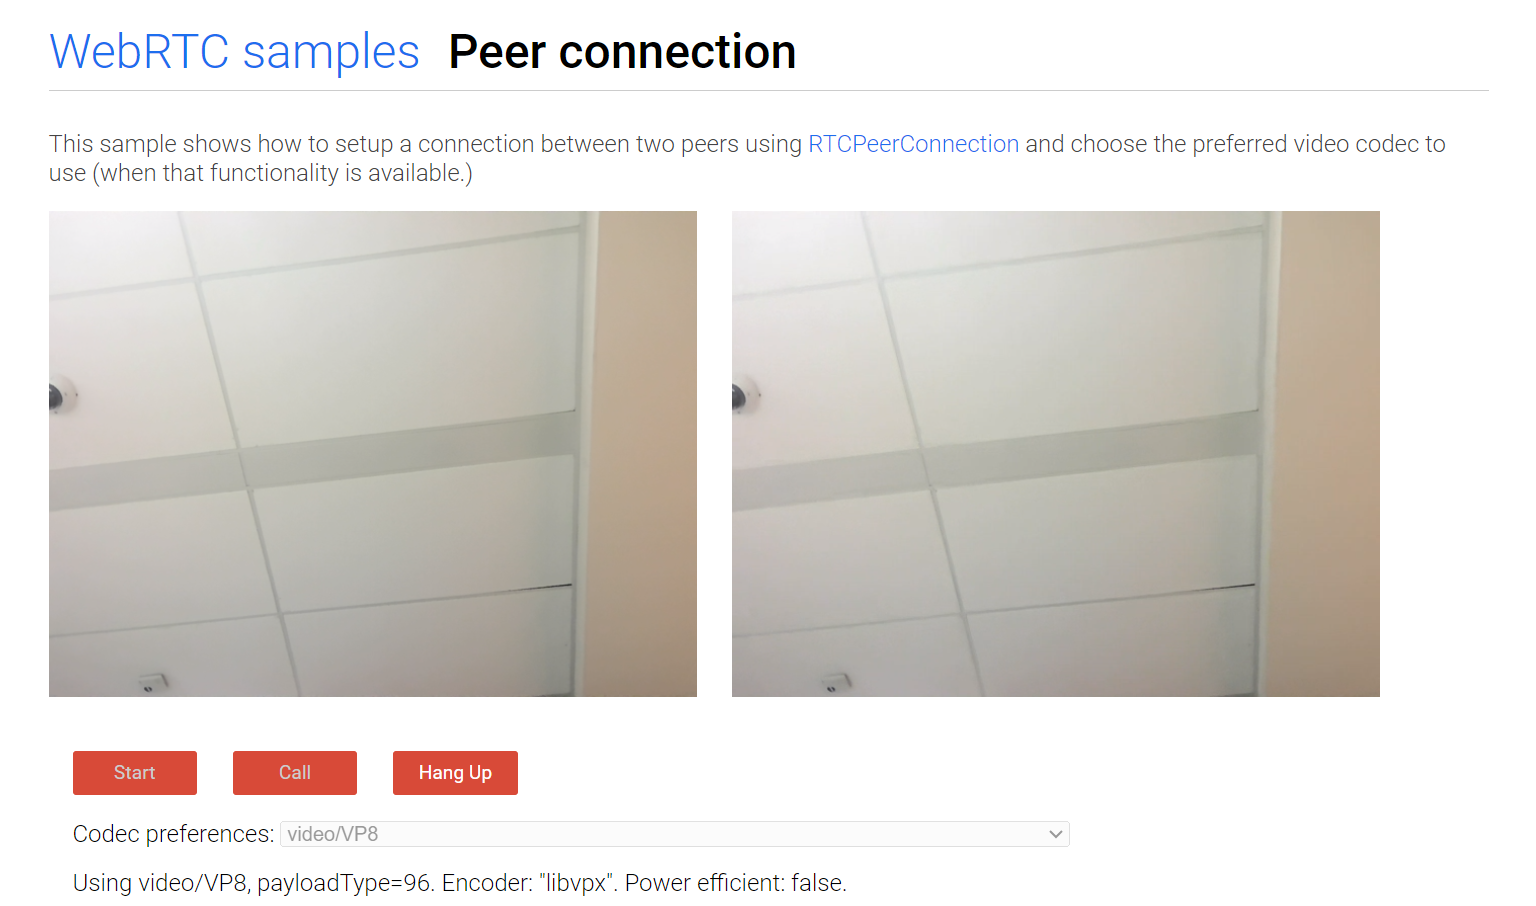 WebRTC samples Peer connection
This sample shows how to setup a connection between two peers using RTCPeerConnection and choose the preferred video codec to
use (when that functionality is available.)
Start Call Hang Up
Codec preferences: video/VP8
Using video/VP8, payloadType=96. Encoder: "libvpx". Power efficient: false.